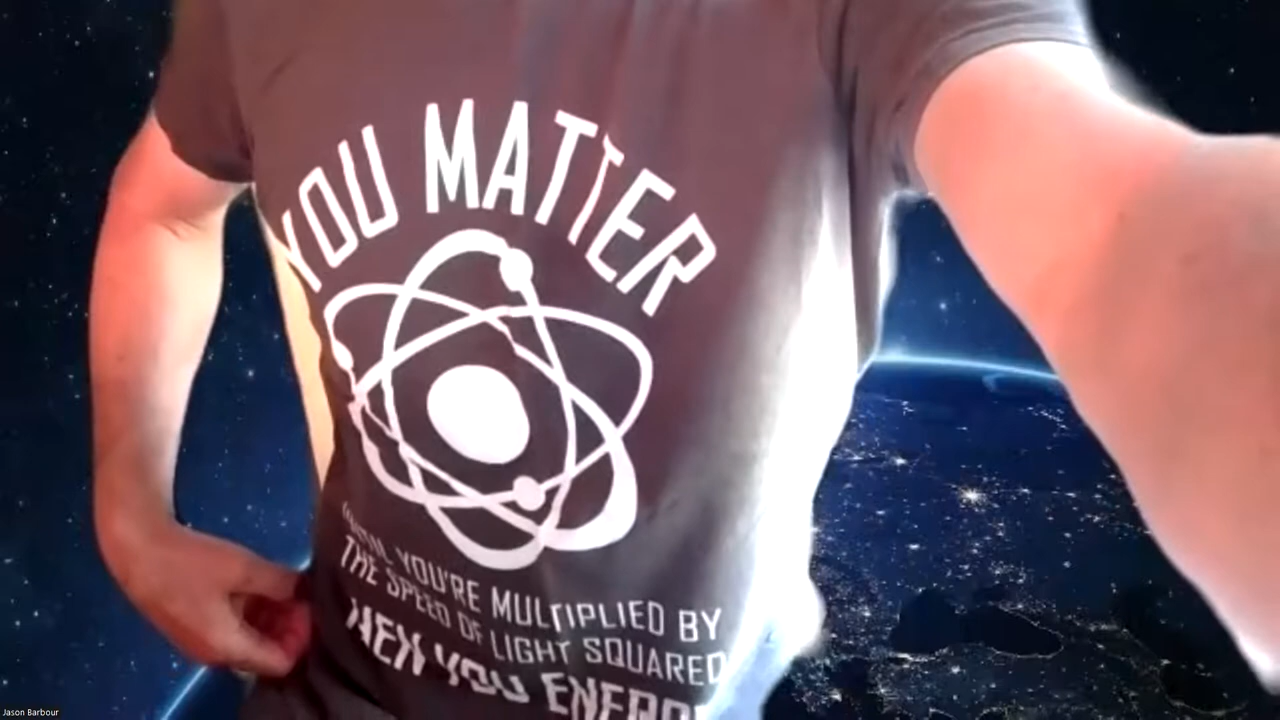 YOU MATTER
YOU'RE MULTIPLIED BY
THE SPEED OF LIGHT SQUARED
YOU
Jason Barbour